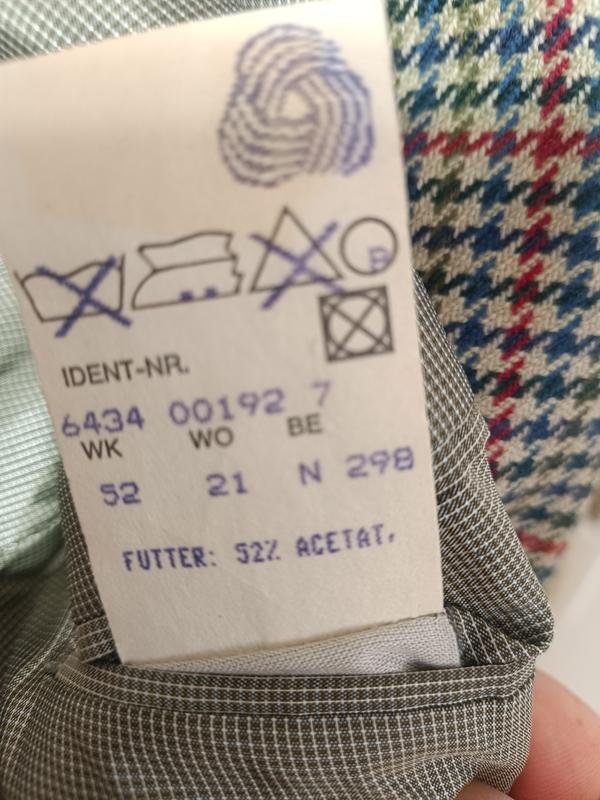 P
IDENT-NR.
6434 00192 7
WK WO BE
52 21 N 298
FUTTER: 52% ACETAT,